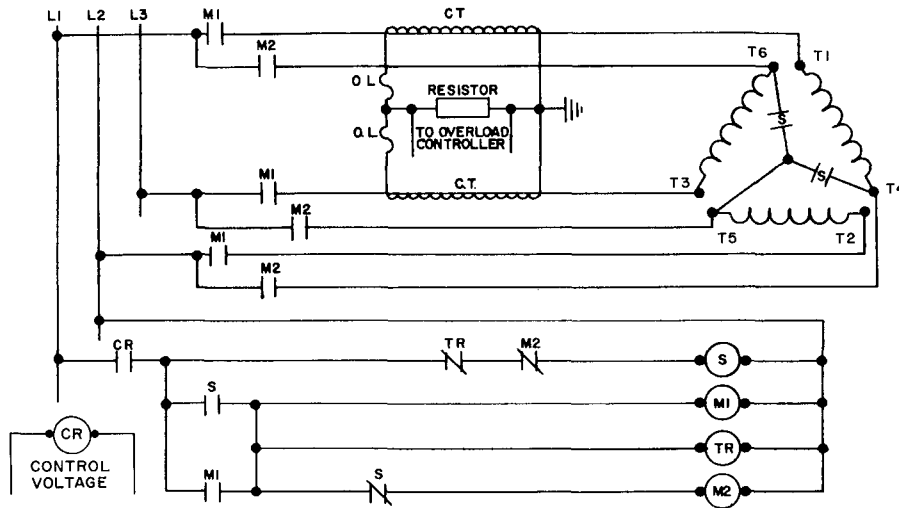 L1 L2 L3
M1
CT
M2
T6
T1
O.L
RESISTOR
S
O.L
TO OVERLOAD
CONTROLLER
M1
C.T.
T3
S
T4
M2
T5
T2
M1
M2
CR
TR
M2
S
S
M1
CR
TR
CONTROL
VOLTAGE
M1
S
M2